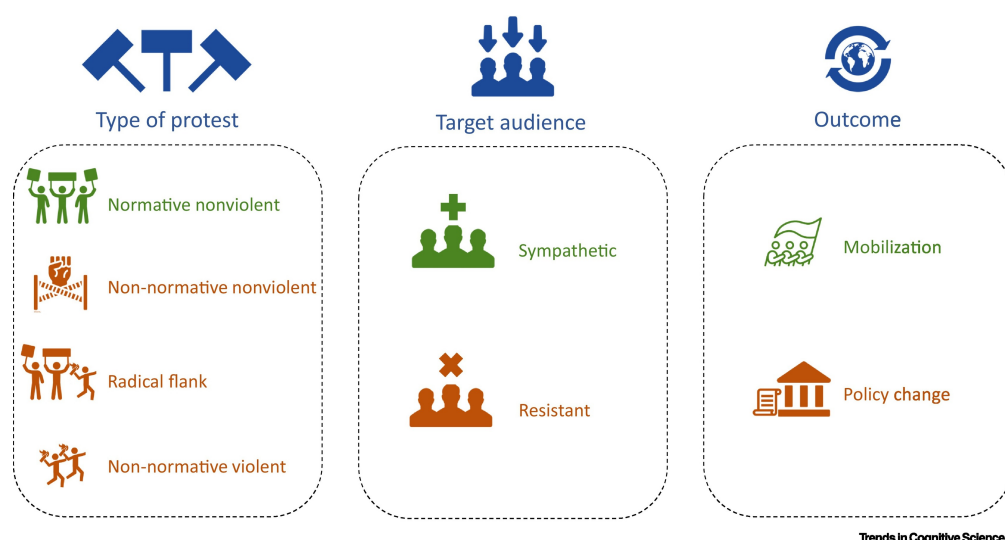 Type of protest
Target audience
Outcome
Normative nonviolent
Non-normative nonviolent
Radical flank
Non-normative violent
Sympathetic
Resistant
Mobilization
Policy change
Trends in Cognitive Science